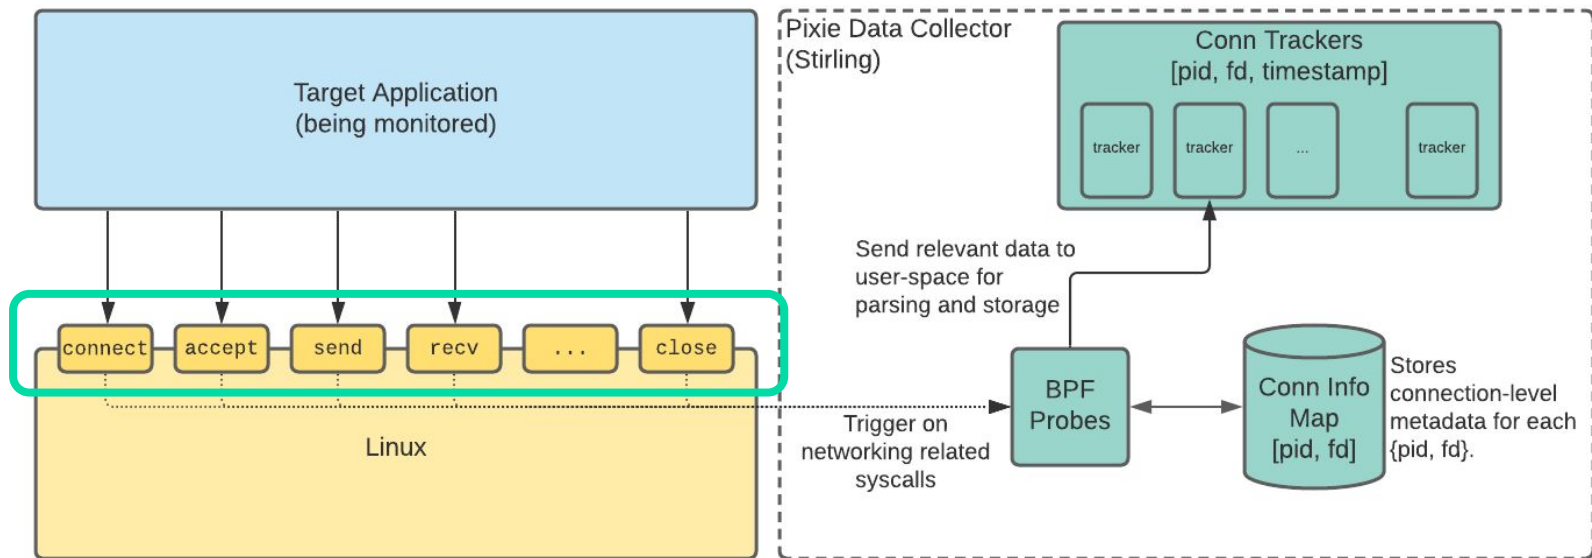 Target Application
(being monitored)
connect
accept
send
recv
...
close
Linux
Pixie Data Collector
(Stirling)
Conn Trackers
[pid, fd, timestamp]
tracker
tracker
...
tracker
Send relevant data to
user-space for
parsing and storage
Trigger on
networking related
syscalls
BPF
Probes
Conn Info
Map
[pid, fd]
Stores
connection-level
metadata for each
{pid, fd}.